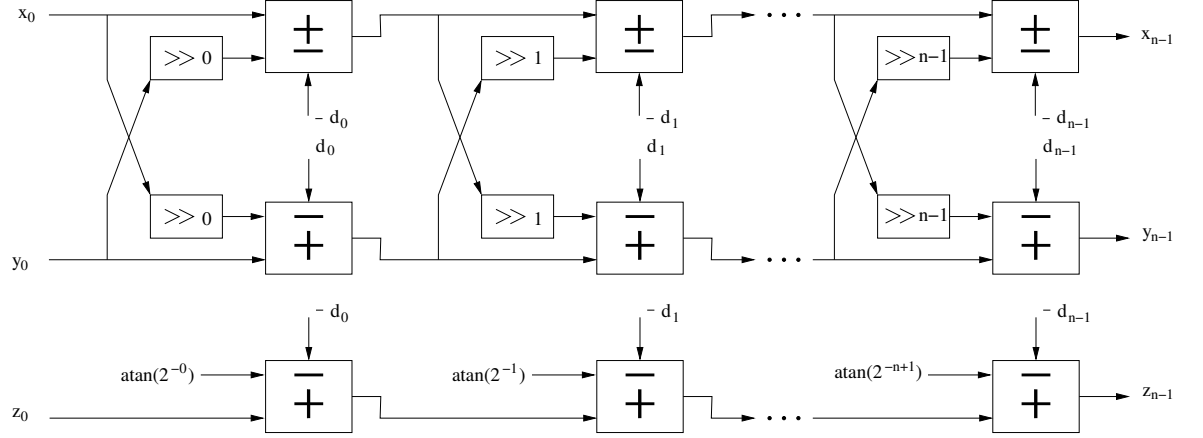 x₀ + − + − + − xₙ₋₁
>> 0 >> 1 >> n−1
− d₀ − d₁ − dₙ₋₁
d₀ d₁ dₙ₋₁
>> 0 >> 1 >> n−1
− + − + − +
y₀ yₙ₋₁
− d₀ − d₁ − dₙ₋₁
atan(2⁻⁰) − + atan(2⁻¹) − + atan(2⁻ⁿ⁺¹) − +
z₀ zₙ₋₁